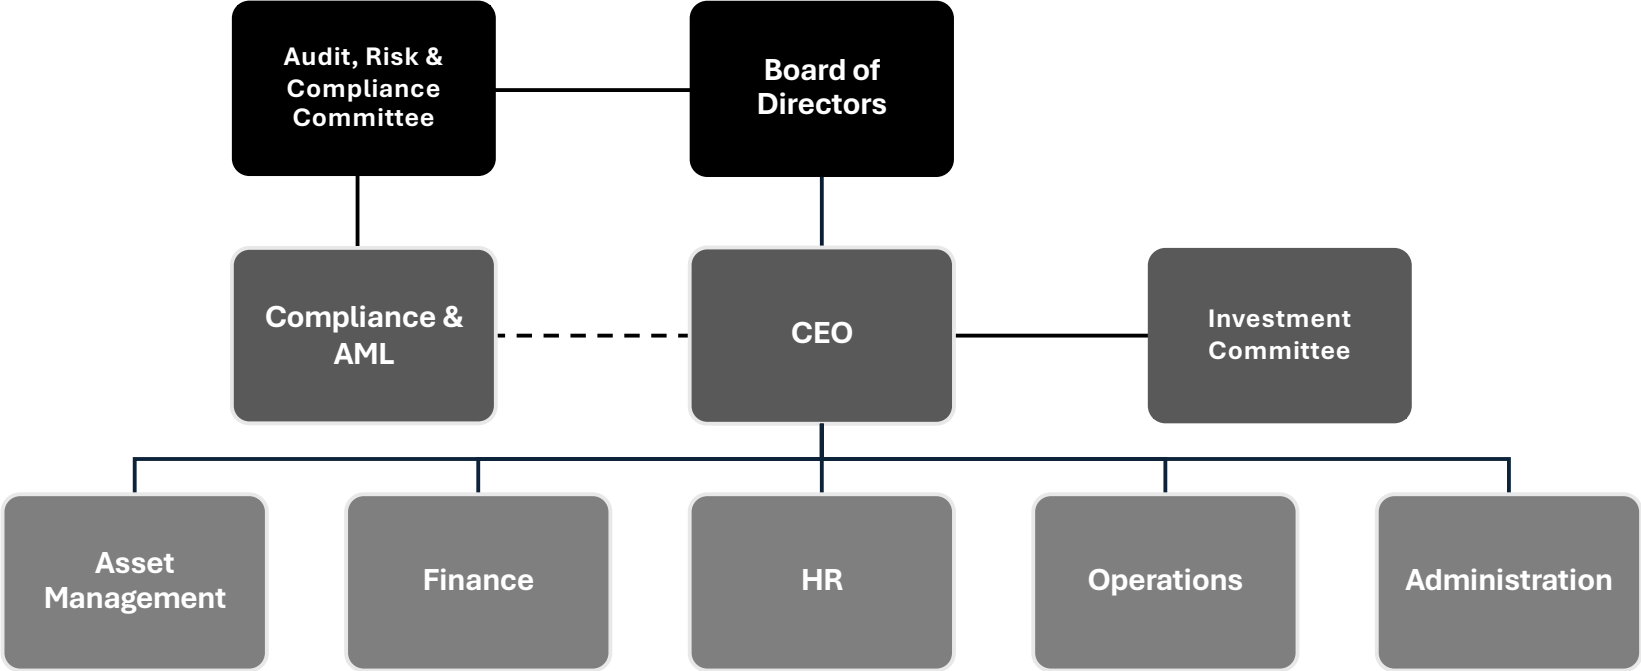 Audit, Risk &
Compliance
Committee
Board of
Directors
Compliance &
AML
CEO
Investment
Committee
Asset
Management
Finance
HR
Operations
Administration